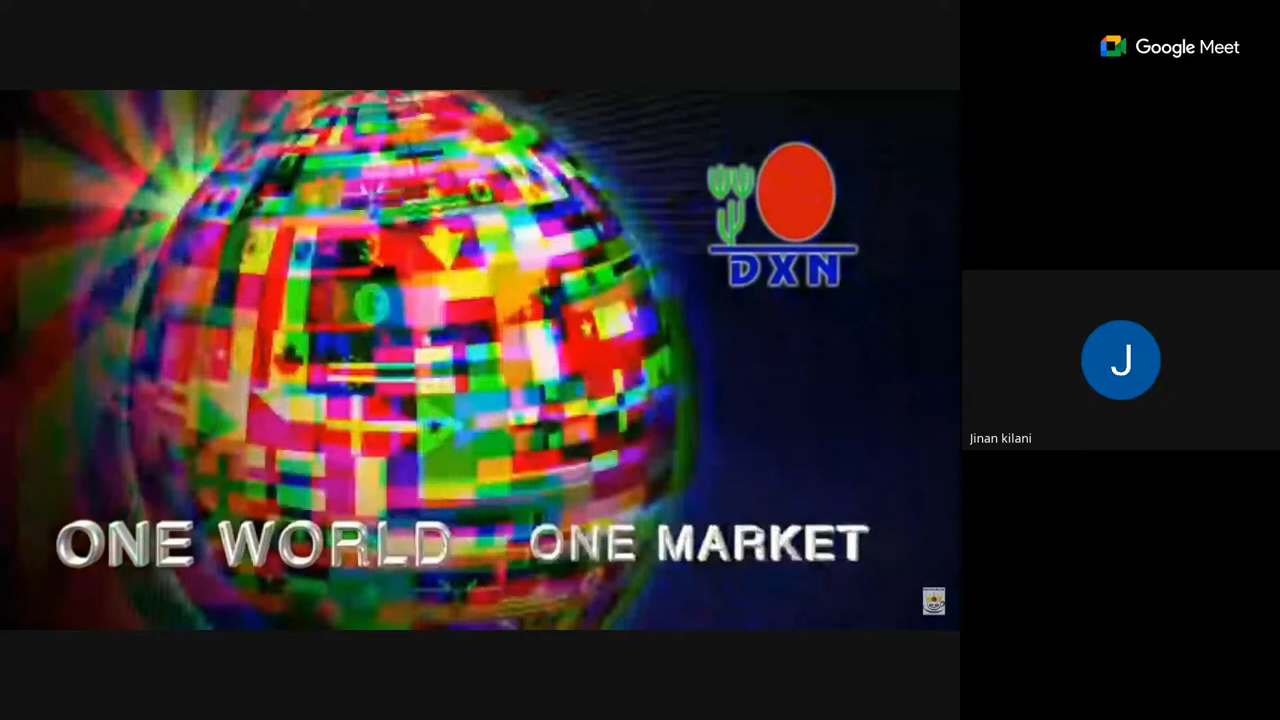 Google Meet
DXN
ONE WORLD ONE MARKET
J
Jinan kilani